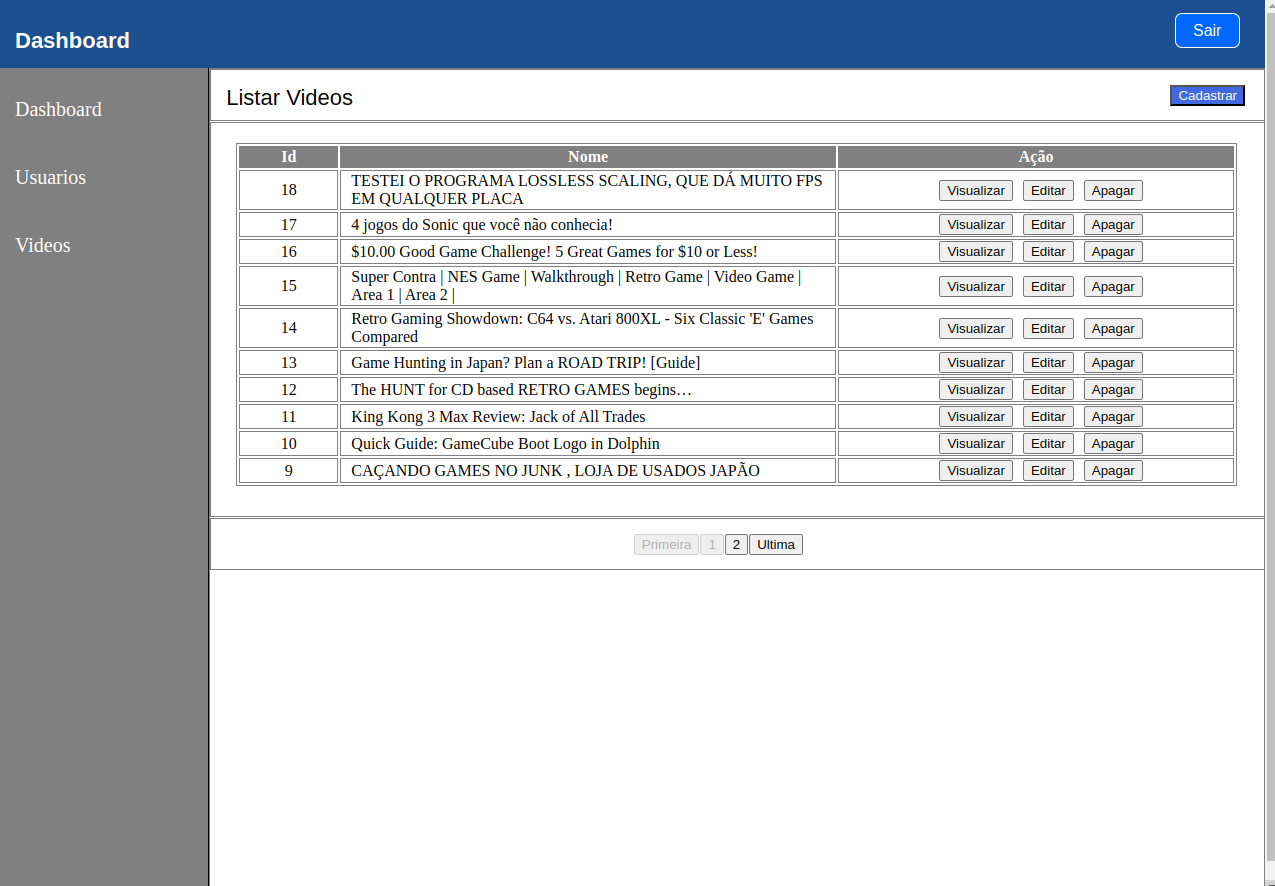 Dashboard
Sair
Dashboard
Usuarios
Videos
Listar Videos
Cadastrar
Id Nome Ação
18 TESTEI O PROGRAMA LOSSLESS SCALING, QUE DÁ MUITO FPS
EM QUALQUER PLACA Visualizar Editar Apagar
17 4 jogos do Sonic que você não conhecia! Visualizar Editar Apagar
16 $10.00 Good Game Challenge! 5 Great Games for $10 or Less! Visualizar Editar Apagar
15 Super Contra | NES Game | Walkthrough | Retro Game | Video Game |
Area 1 | Area 2 | Visualizar Editar Apagar
14 Retro Gaming Showdown: C64 vs. Atari 800XL - Six Classic 'E' Games
Compared Visualizar Editar Apagar
13 Game Hunting in Japan? Plan a ROAD TRIP! [Guide] Visualizar Editar Apagar
12 The HUNT for CD based RETRO GAMES begins… Visualizar Editar Apagar
11 King Kong 3 Max Review: Jack of All Trades Visualizar Editar Apagar
10 Quick Guide: GameCube Boot Logo in Dolphin Visualizar Editar Apagar
9 CAÇANDO GAMES NO JUNK , LOJA DE USADOS JAPÃO Visualizar Editar Apagar
Primeira 1 2 Ultima